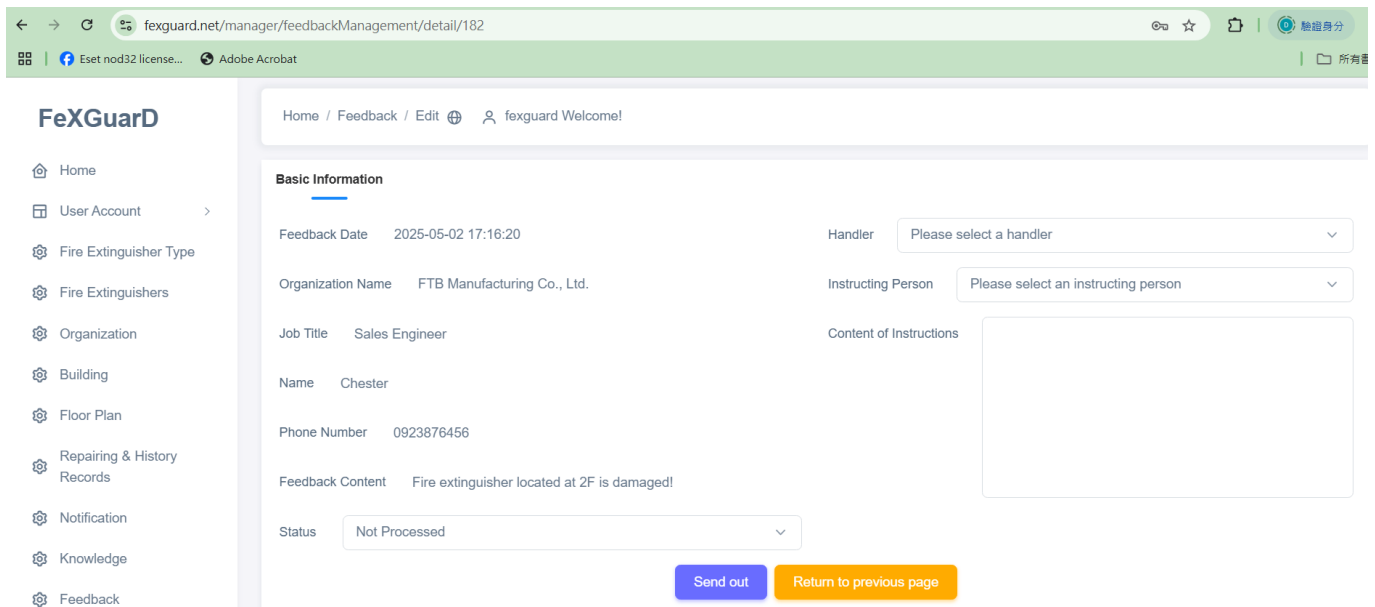 fexguard.net/manager/feedbackManagement/detail/182
驗證身分
Eset nod32 license...
Adobe Acrobat
所有書
FeXGuarD
Home / Feedback / Edit
fexguard Welcome!
Home
User Account
Fire Extinguisher Type
Fire Extinguishers
Organization
Building
Floor Plan
Repairing & History
Records
Notification
Knowledge
Feedback
Basic Information
Feedback Date 2025-05-02 17:16:20
Handler Please select a handler
Organization Name FTB Manufacturing Co., Ltd.
Instructing Person Please select an instructing person
Job Title Sales Engineer
Content of Instructions
Name Chester
Phone Number 0923876456
Feedback Content Fire extinguisher located at 2F is damaged!
Status Not Processed
Send out
Return to previous page